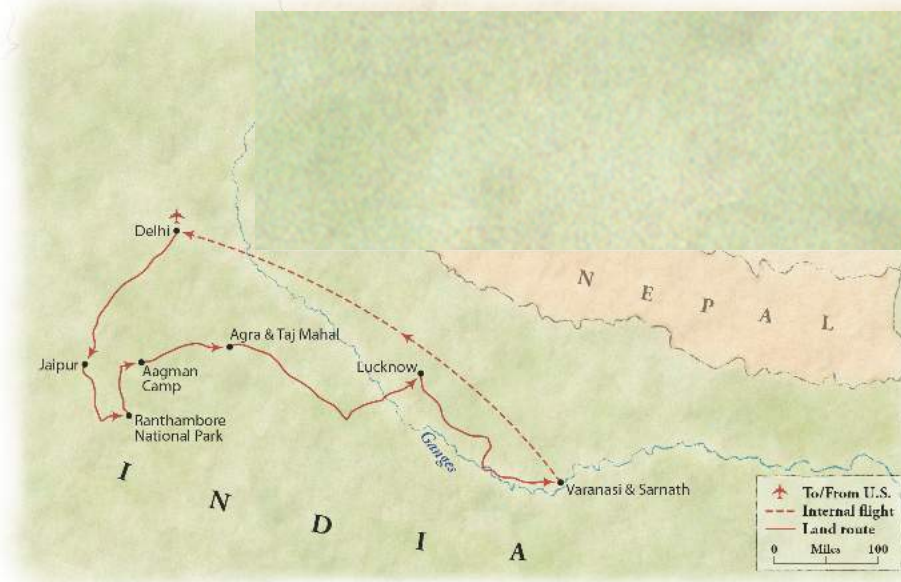 Delhi
N E P A L
Agra & Taj Mahal
Jaipur
Aagman
Camp
Lucknow
Ranthambore
National Park
Ganges
Varanasi & Sarnath
I N D I A
To/From U.S.
Internal flight
Land route
0 Miles 100